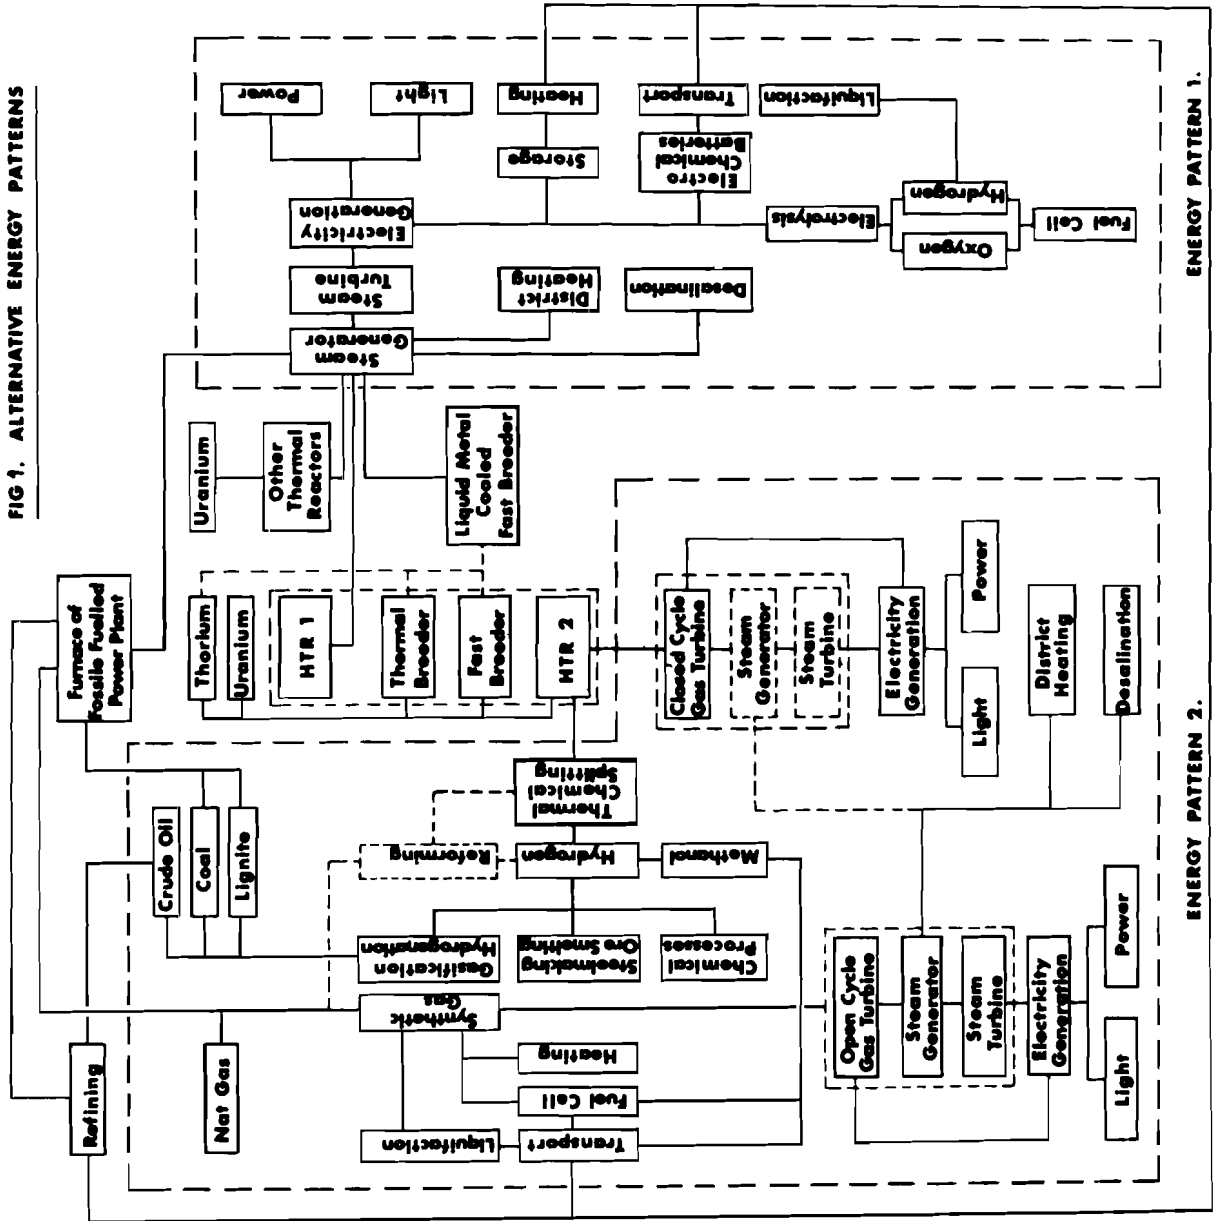 FIG 1. ALTERNATIVE ENERGY PATTERNS
Power
Light
Heating
Transport
Liquifaction
Storage
Electro
Chemical
Batteries
Electricity
Generation
Electrolysis
Hydrogen
Oxygen
Fuel Cell
Steam
Turbine
District
Heating
Desalination
Steam
Generator
ENERGY PATTERN 1.
Uranium
Other
Thermal
Reactors
Liquid Metal
Cooled
Fast Breeder
Furnace of
Fossile Fuelled
Power Plant
Thorium
Uranium
HTR 1
Thermal
Breeder
Fast
Breeder
HTR 2
Closed Cycle
Gas Turbine
Steam
Generator
Steam
Turbine
Electricity
Generation
Power
Light
District
Heating
Desalination
Crude Oil
Coal
Lignite
Thermal
Chemical
Splitting
Reforming
Hydrogen
Methanol
Gasification
Hydrogenation
Steelmaking
Ore Smelting
Chemical
Processes
Refining
Nat Gas
Synthetic
Gas
Heating
Fuel Cell
Liquifaction
Transport
Open Cycle
Gas Turbine
Steam
Generator
Steam
Turbine
Electricity
Generation
Power
Light
ENERGY PATTERN 2.